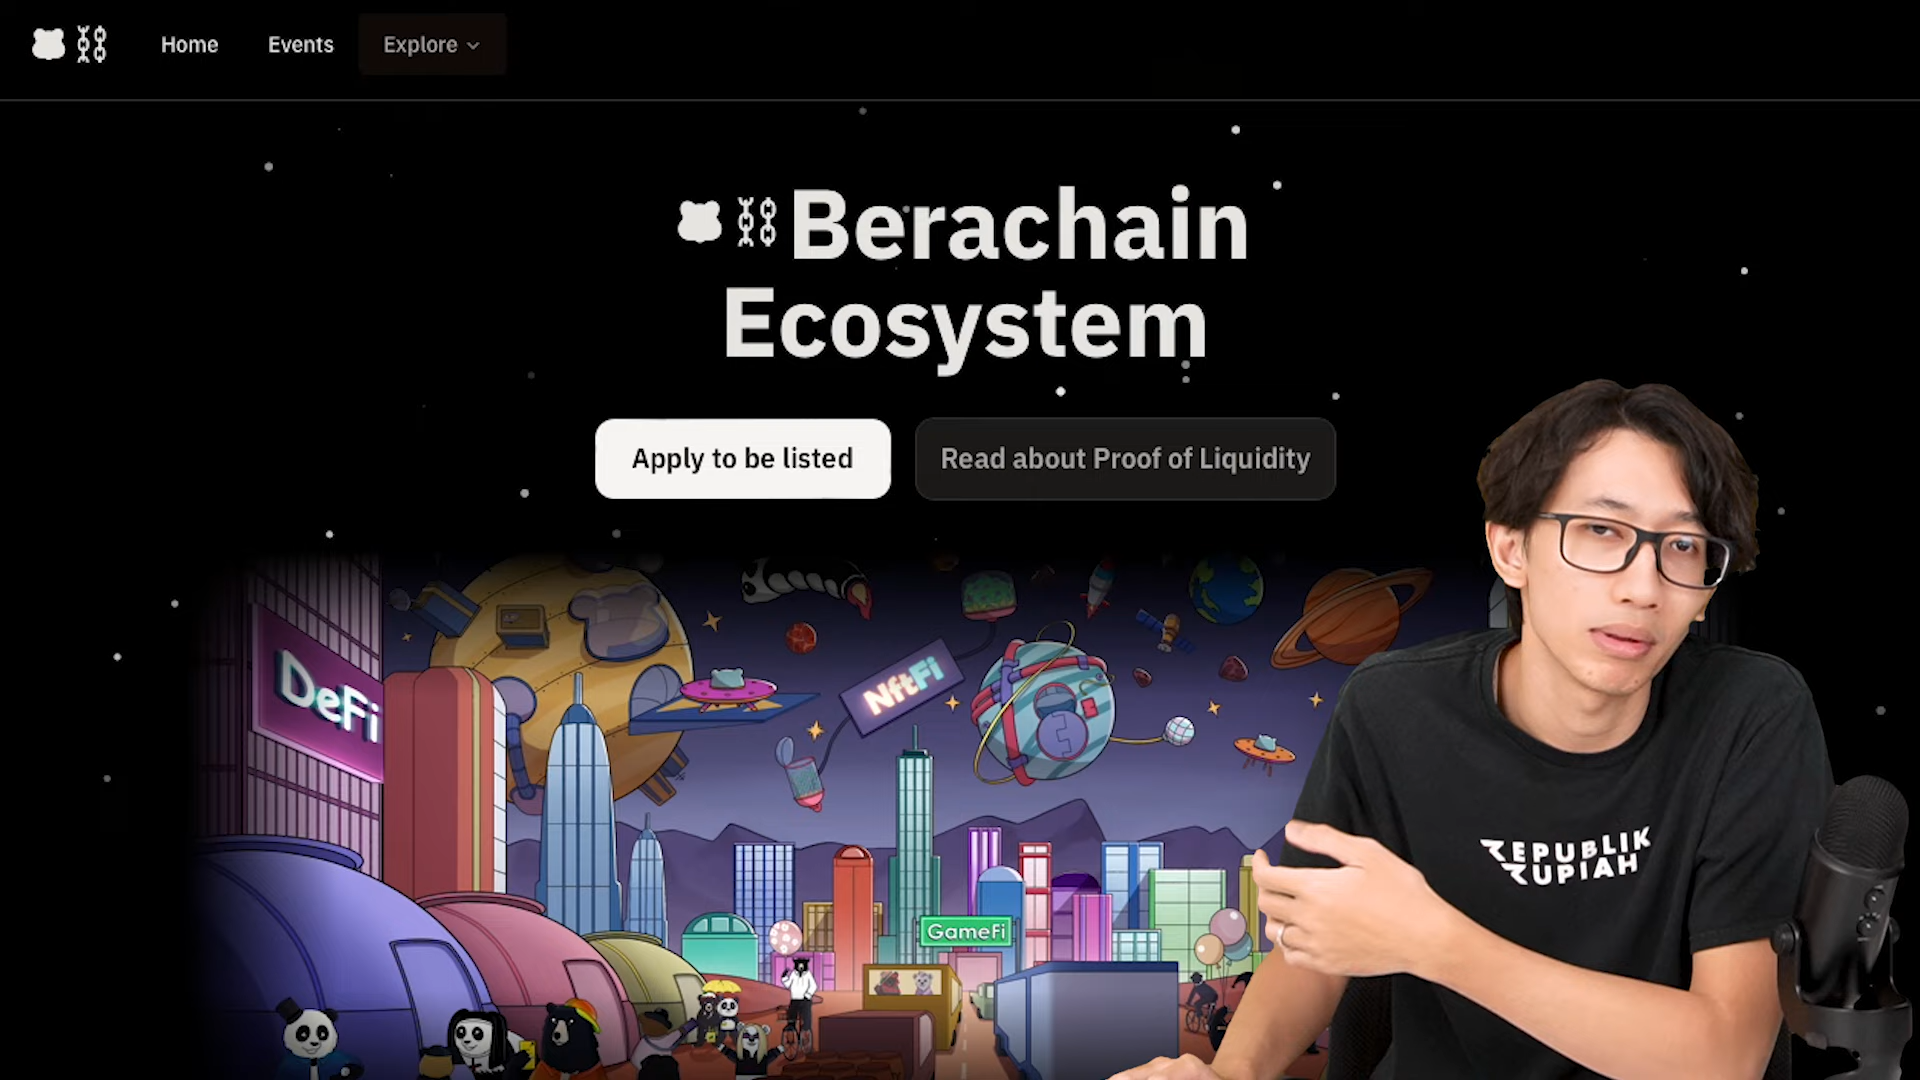 Home
Events
Explore
Berachain
Ecosystem
Apply to be listed
Read about Proof of Liquidity
DeFi
NftFi
GameFi
REPUBLIK
RUPIAH